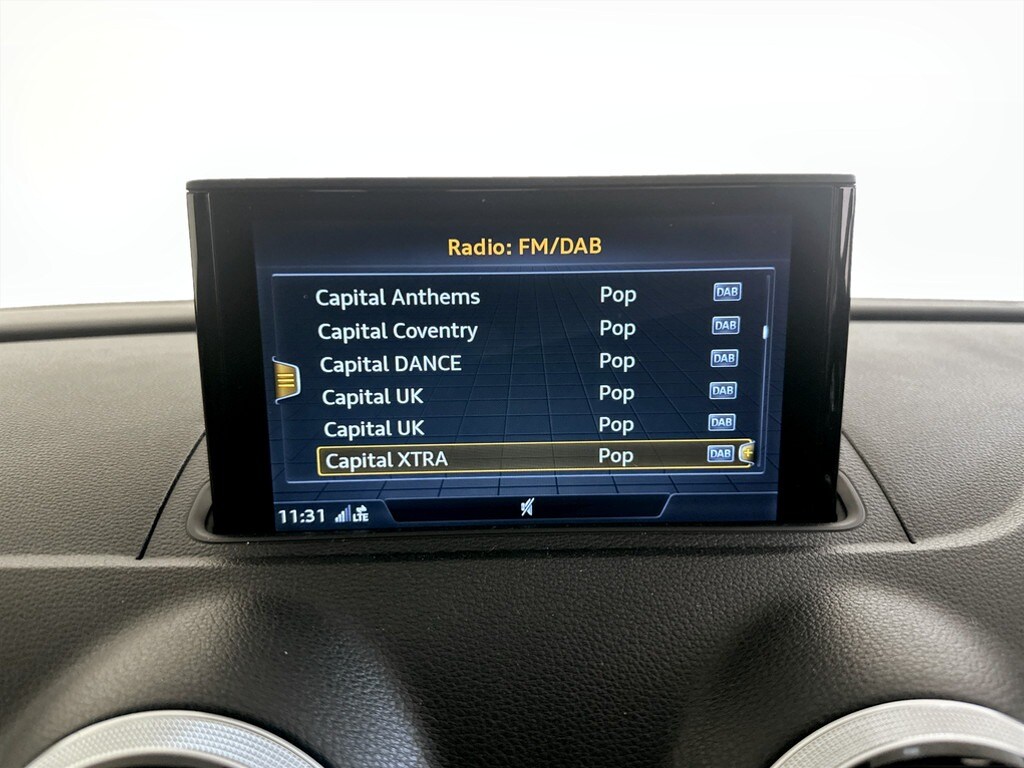 Radio: FM/DAB
Capital Anthems Pop DAB
Capital Coventry Pop DAB
Capital DANCE Pop DAB
Capital UK Pop DAB
Capital UK Pop DAB
Capital XTRA Pop DAB +
11:31 LTE